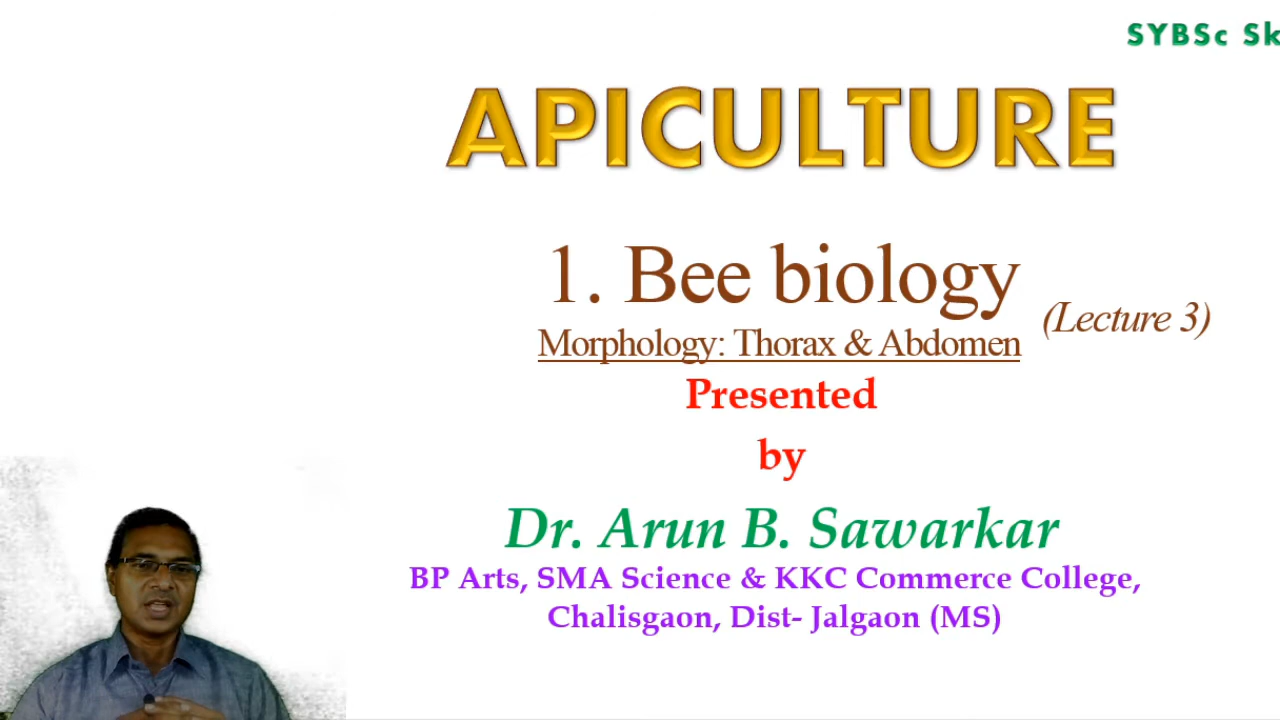 SYBSc
APICULTURE
1. Bee biology
(Lecture 3)
Morphology: Thorax & Abdomen
Presented
by
Dr. Arun B. Sawarkar
BP Arts, SMA Science & KKC Commerce College,
Chalisgaon, Dist- Jalgaon (MS)